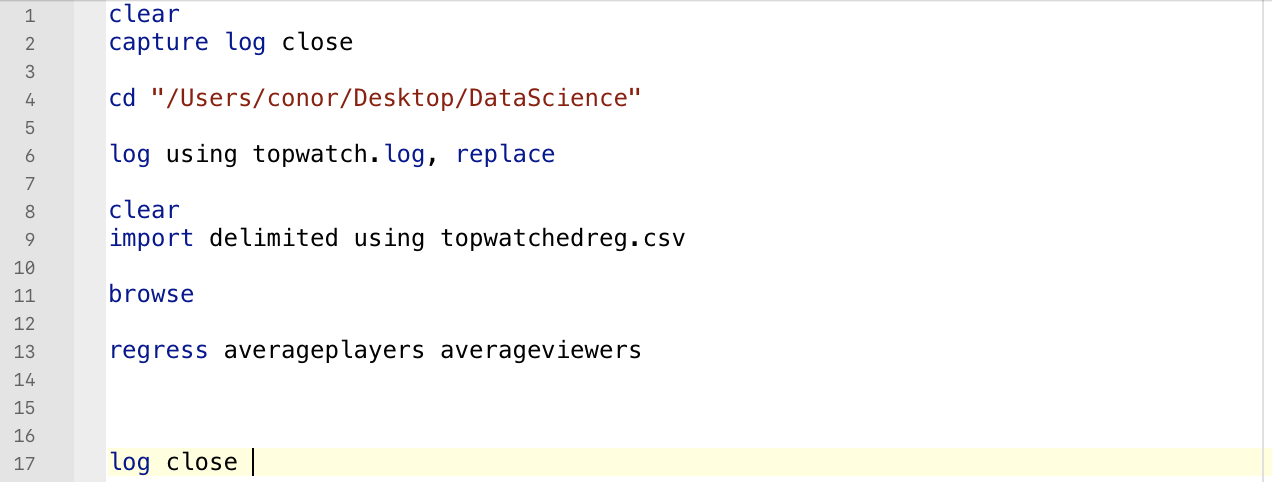 1 clear
2 capture log close
3
4 cd "/Users/conor/Desktop/DataScience"
5
6 log using topwatch.log, replace
7
8 clear
9 import delimited using topwatchedreg.csv
10
11 browse
12
13 regress averageplayers averageviewers
14
15
16
17 log close